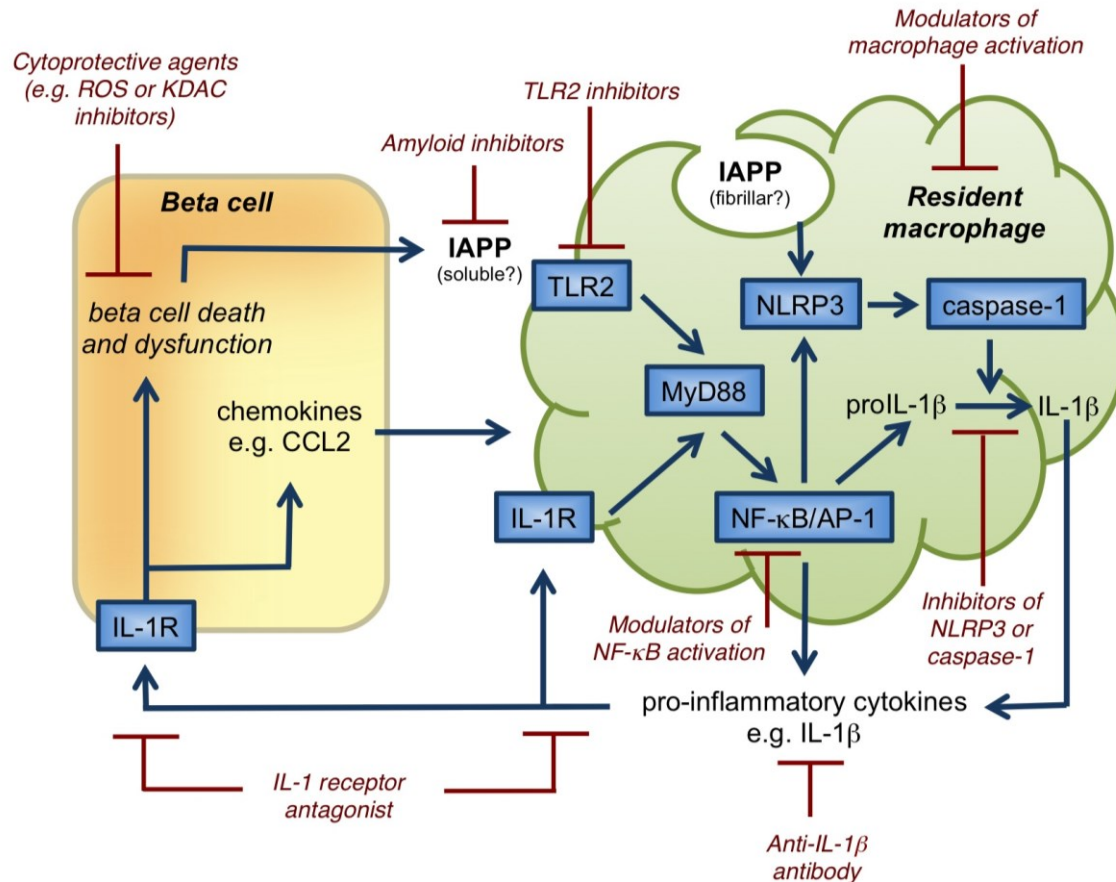 Cytoprotective agents
(e.g. ROS or KDAC
inhibitors)
Modulators of
macrophage activation
TLR2 inhibitors
Amyloid inhibitors
Beta cell
IAPP
(soluble?)
IAPP
(fibrillar?)
Resident
macrophage
TLR2
NLRP3
caspase-1
beta cell death
and dysfunction
MyD88
chemokines
e.g. CCL2
proIL-1β
IL-1β
IL-1R
NF-κB/AP-1
IL-1R
Modulators of
NF-κB activation
Inhibitors of
NLRP3 or
caspase-1
pro-inflammatory cytokines
e.g. IL-1β
IL-1 receptor
antagonist
Anti-IL-1β
antibody